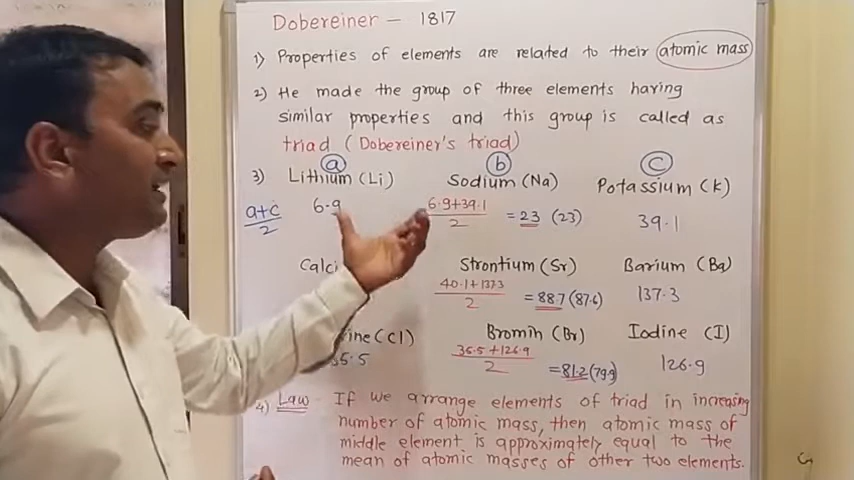 Dobereiner - 1817
1) Properties of elements are related to their atomic mass
2) He made the group of three elements having
similar properties and this group is called as
triad (Dobereiner's triad)
a b c
3) Lithium (Li) Sodium (Na) Potassium (K)
a+c/2 6.9 6.9+39.1/2 = 23 (23) 39.1
Strontium (Sr) Barium (Ba)
40.1+137.3/2 = 88.7 (87.6) 137.3
(Cl) Bromin (Br) Iodine (I)
35.5 35.5+126.9/2 = 81.2 (79.9) 126.9
4) Law If we arrange elements of triad in increasing
number of atomic mass, then atomic mass of
middle element is approximately equal to the
mean of atomic masses of other two elements.